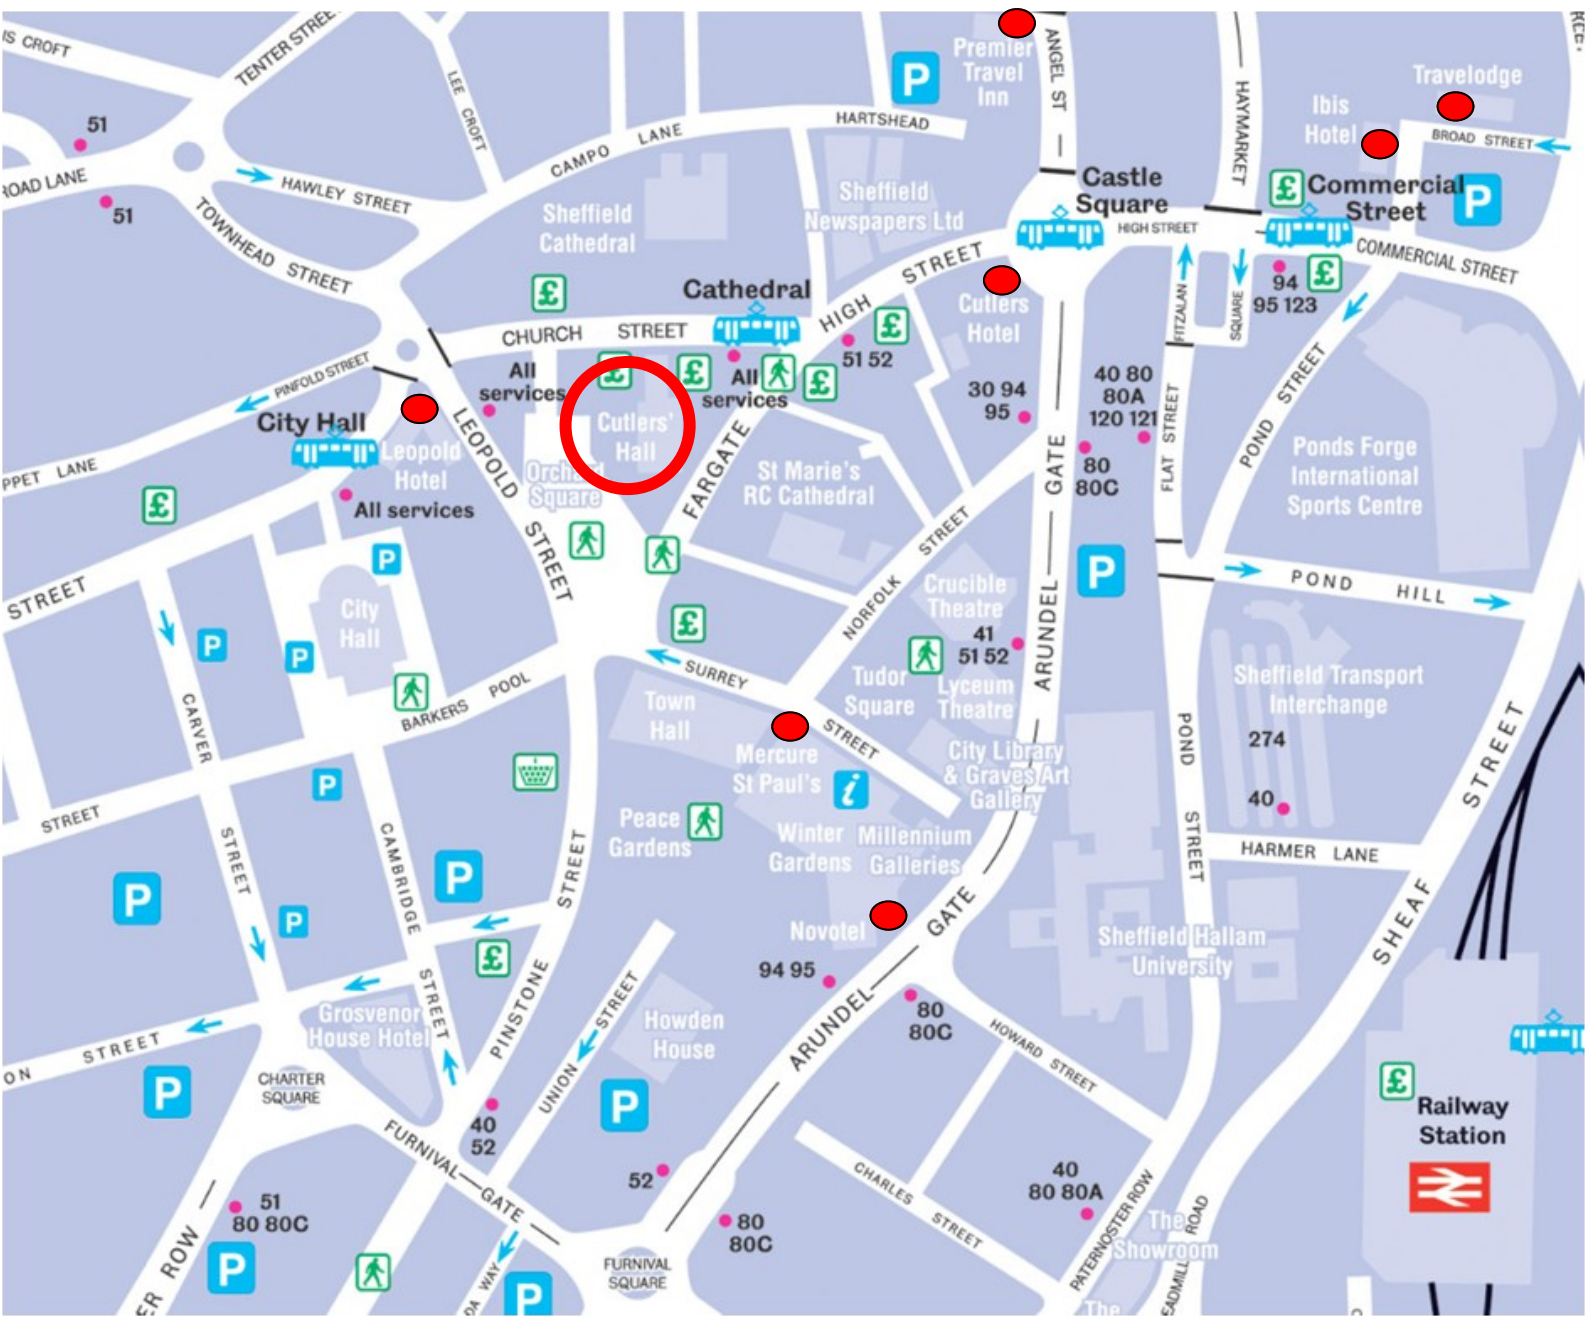 IS CROFT
TENTER STREET
LEE CROFT
P
Premier
Travel
Inn
ANGEL ST
HAYMARKET
Travelodge
Ibis
Hotel
BROAD STREET
51
ROAD LANE
51
HAWLEY STREET
CAMPO LANE
HARTSHEAD
TOWNHEAD STREET
Sheffield
Cathedral
Sheffield
Newspapers Ltd
Castle
Square
HIGH STREET
£
Commercial
Street
P
COMMERCIAL STREET
£
94
95 123
FITZALAN
SQUARE
£
Cathedral
CHURCH STREET
HIGH STREET
Cutlers
Hotel
£
51 52
PINFOLD STREET
All
services
£
£
All
services
£
City Hall
Leopold
Hotel
LEOPOLD STREET
Cutlers'
Hall
Orchard
Square
FARGATE
St Marie's
RC Cathedral
30 94
95
40 80
80A
120 121
80
80C
FLAT STREET
POND STREET
Ponds Forge
International
Sports Centre
PPET LANE
£
All services
P
STREET
City
Hall
P
P
NORFOLK STREET
Crucible
Theatre
41
51 52
ARUNDEL GATE
P
POND HILL
£
SURREY STREET
Tudor
Square
Lyceum
Theatre
Sheffield Transport
Interchange
274
40
CARVER STREET
BARKERS POOL
Town
Hall
Mercure
St Paul's
i
City Library
& Graves Art
Gallery
POND STREET
P
STREET
Peace
Gardens
Winter
Gardens
Millennium
Galleries
HARMER LANE
SHEAF STREET
P
P
P
CAMBRIDGE STREET
£
PINSTONE STREET
Novotel
ARUNDEL GATE
Sheffield Hallam
University
94 95
80
80C
Grosvenor
House Hotel
UNION STREET
Howden
House
HOWARD STREET
ON STREET
P
CHARTER
SQUARE
P
£
Railway
Station
FURNIVAL GATE
40
52
52
CHARLES STREET
40
80 80A
PATERNOSTER ROW
The
Showroom
51
80 80C
80
80C
P
ER ROW
FURNIVAL
SQUARE
P
DA WAY
EADMILL ROAD
The